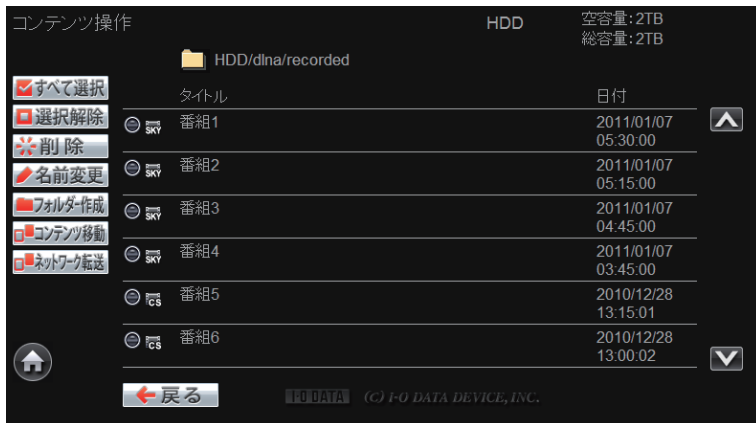 コンテンツ操作
HDD
空容量:2TB
総容量:2TB
HDD/dlna/recorded
すべて選択
選択解除
削 除
名前変更
フォルダー作成
コンテンツ移動
ネットワーク転送
タイトル
日付
SKY 番組1 2011/01/07
05:30:00
SKY 番組2 2011/01/07
05:15:00
SKY 番組3 2011/01/07
04:45:00
SKY 番組4 2011/01/07
03:45:00
CS 番組5 2010/12/28
13:15:01
CS 番組6 2010/12/28
13:00:02
戻る
I-O DATA (C) I-O DATA DEVICE, INC.